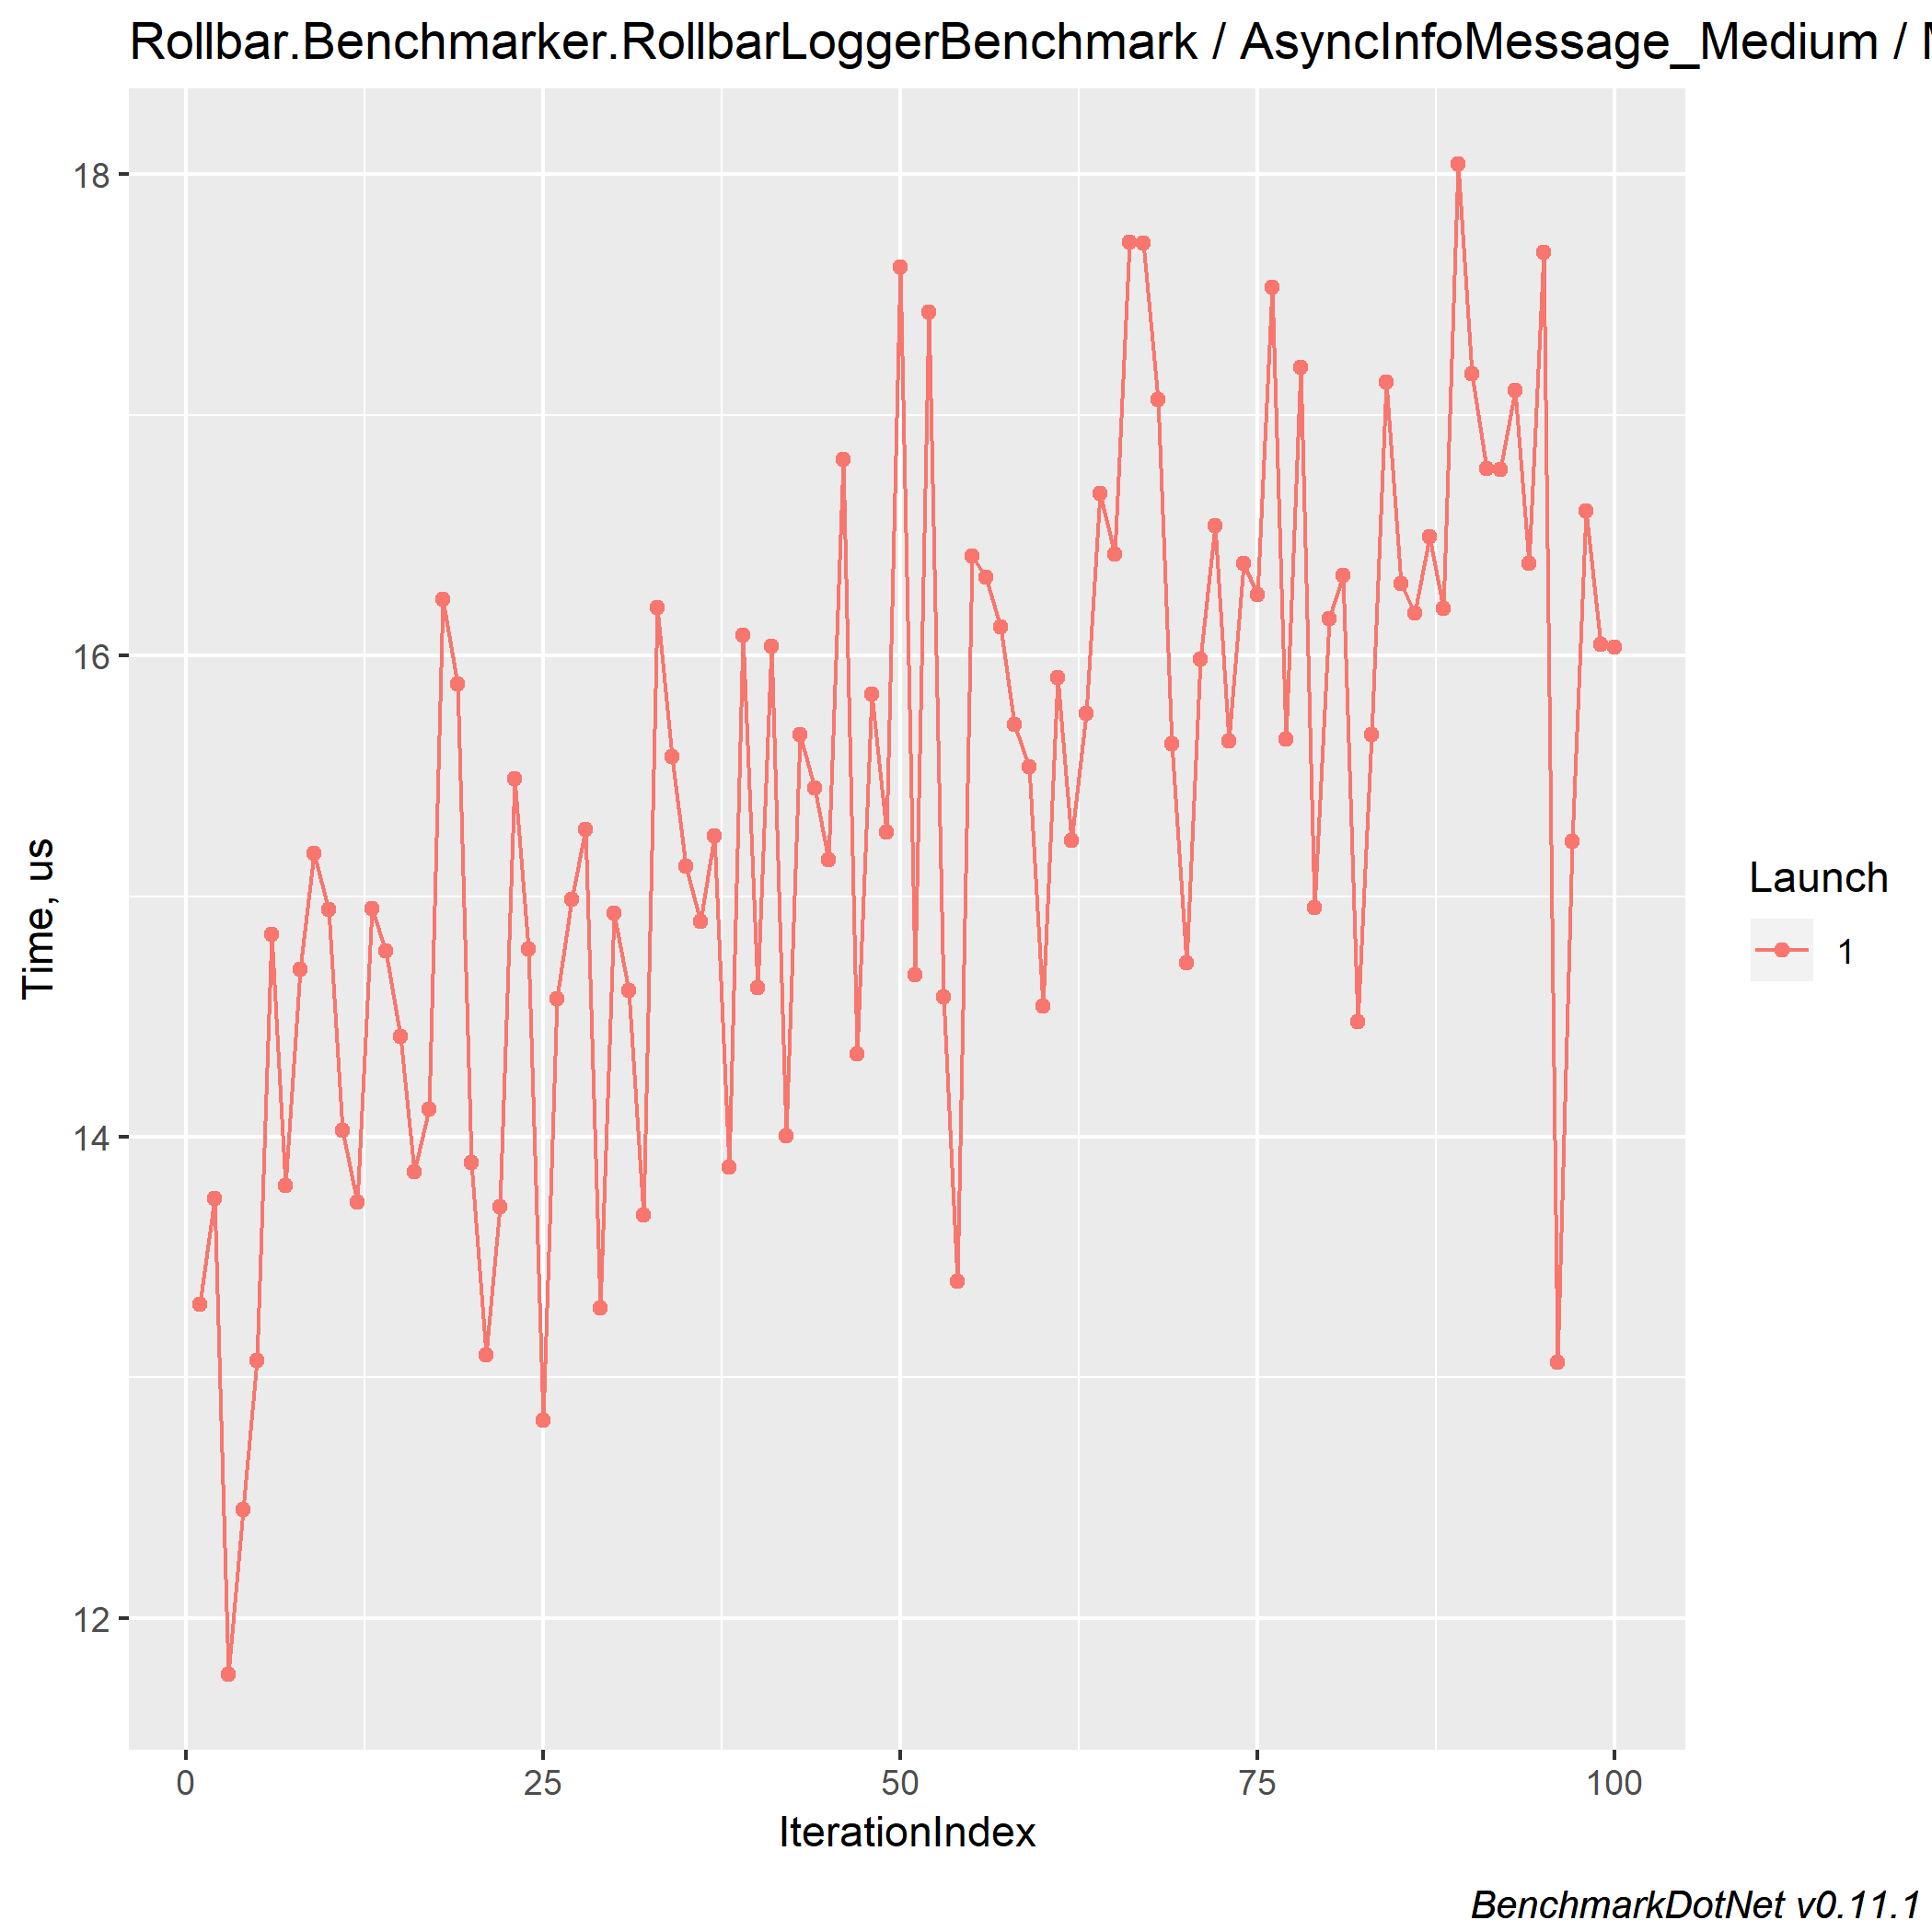 Rollbar.Benchmarker.RollbarLoggerBenchmark / AsyncInfoMessage_Medium /
18
16
14
12
Time, us
0 25 50 75 100
IterationIndex
Launch
1
BenchmarkDotNet v0.11.1